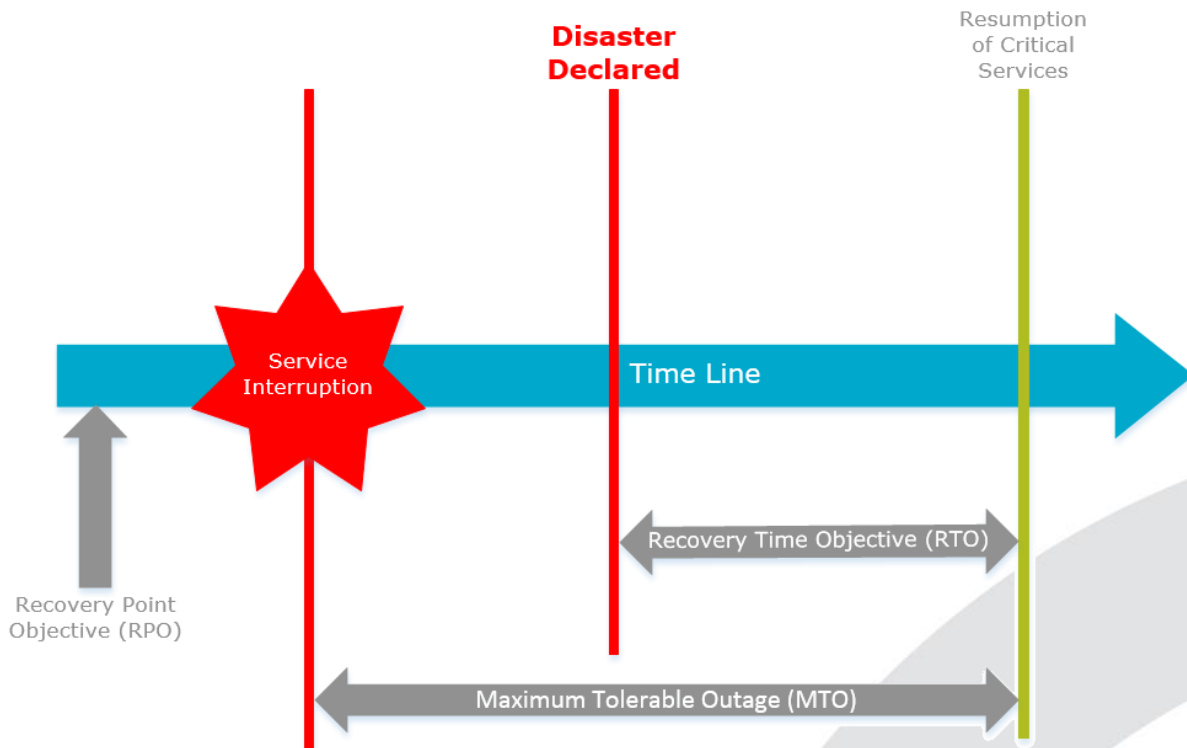 Disaster
Declared
Resumption
of Critical
Services
Service
Interruption
Time Line
Recovery Time Objective (RTO)
Recovery Point
Objective (RPO)
Maximum Tolerable Outage (MTO)